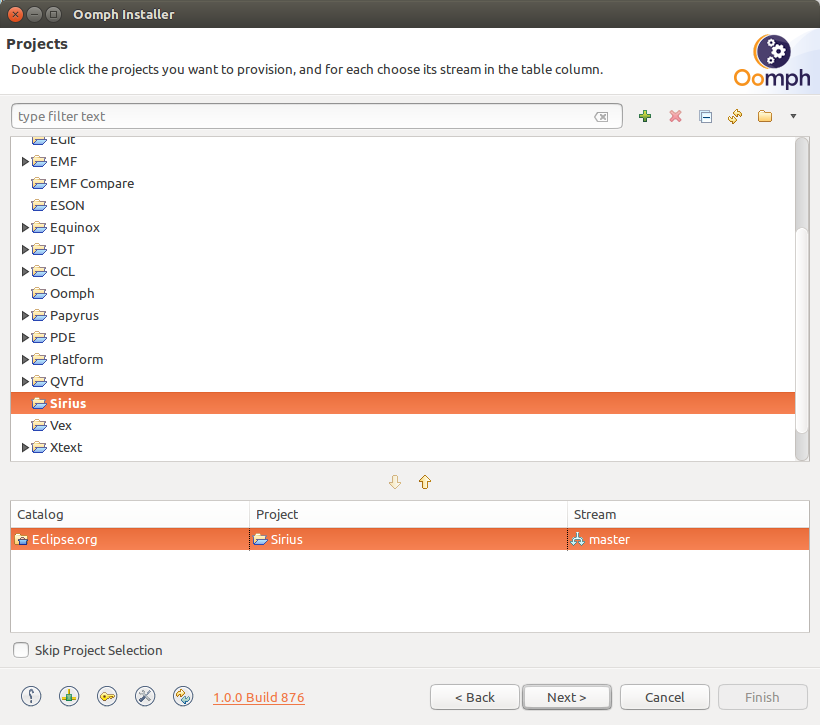 Oomph Installer
Projects
Double click the projects you want to provision, and for each choose its stream in the table column.
Oomph
type filter text
EGit
EMF
EMF Compare
ESON
Equinox
JDT
OCL
Oomph
Papyrus
PDE
Platform
QVTd
Sirius
Vex
Xtext
Catalog Project Stream
Eclipse.org Sirius master
Skip Project Selection
1.0.0 Build 876 < Back Next > Cancel Finish